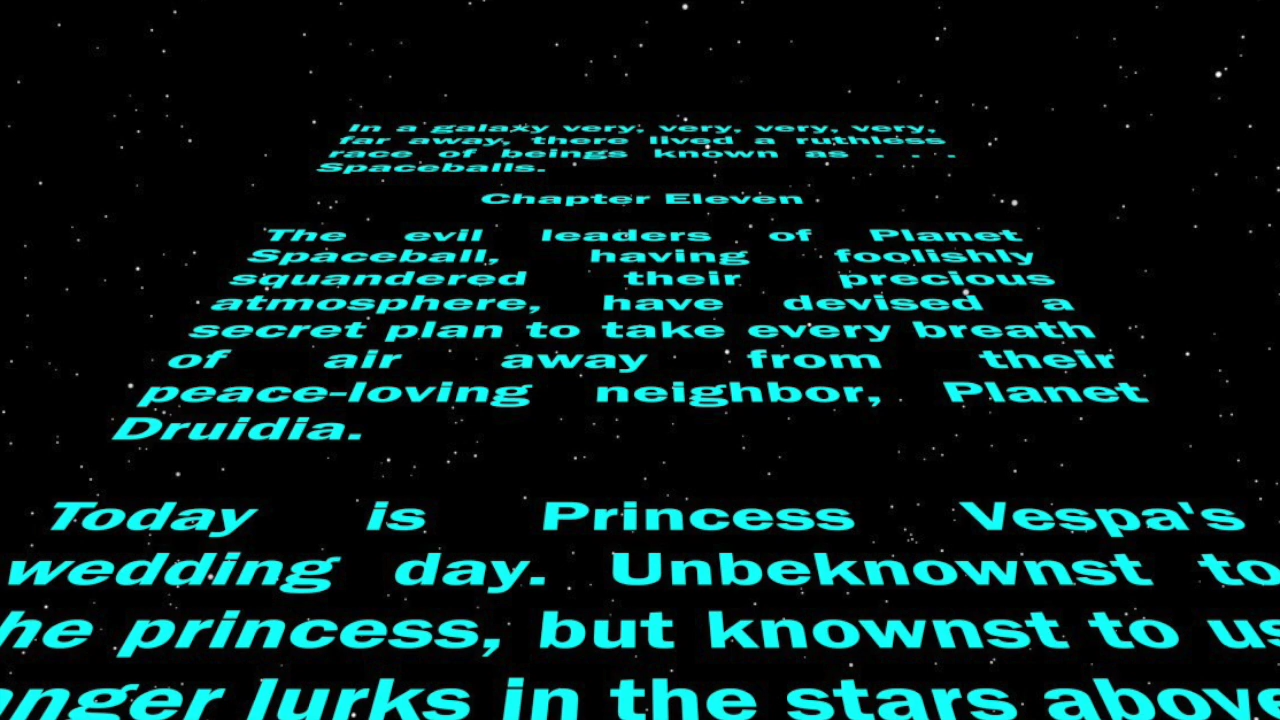 In a galaxy very, very, very, very,
far away, there lived a ruthless
race of beings known as . . .
Spaceballs.
Chapter Eleven
The evil leaders of Planet
Spaceball, having foolishly
squandered their precious
atmosphere, have devised a
secret plan to take every breath
of air away from their
peace-loving neighbor, Planet
Druidia.
Today is Princess Vespa's
wedding day. Unbeknownst to
he princess, but knownst to us
anger lurks in the stars above